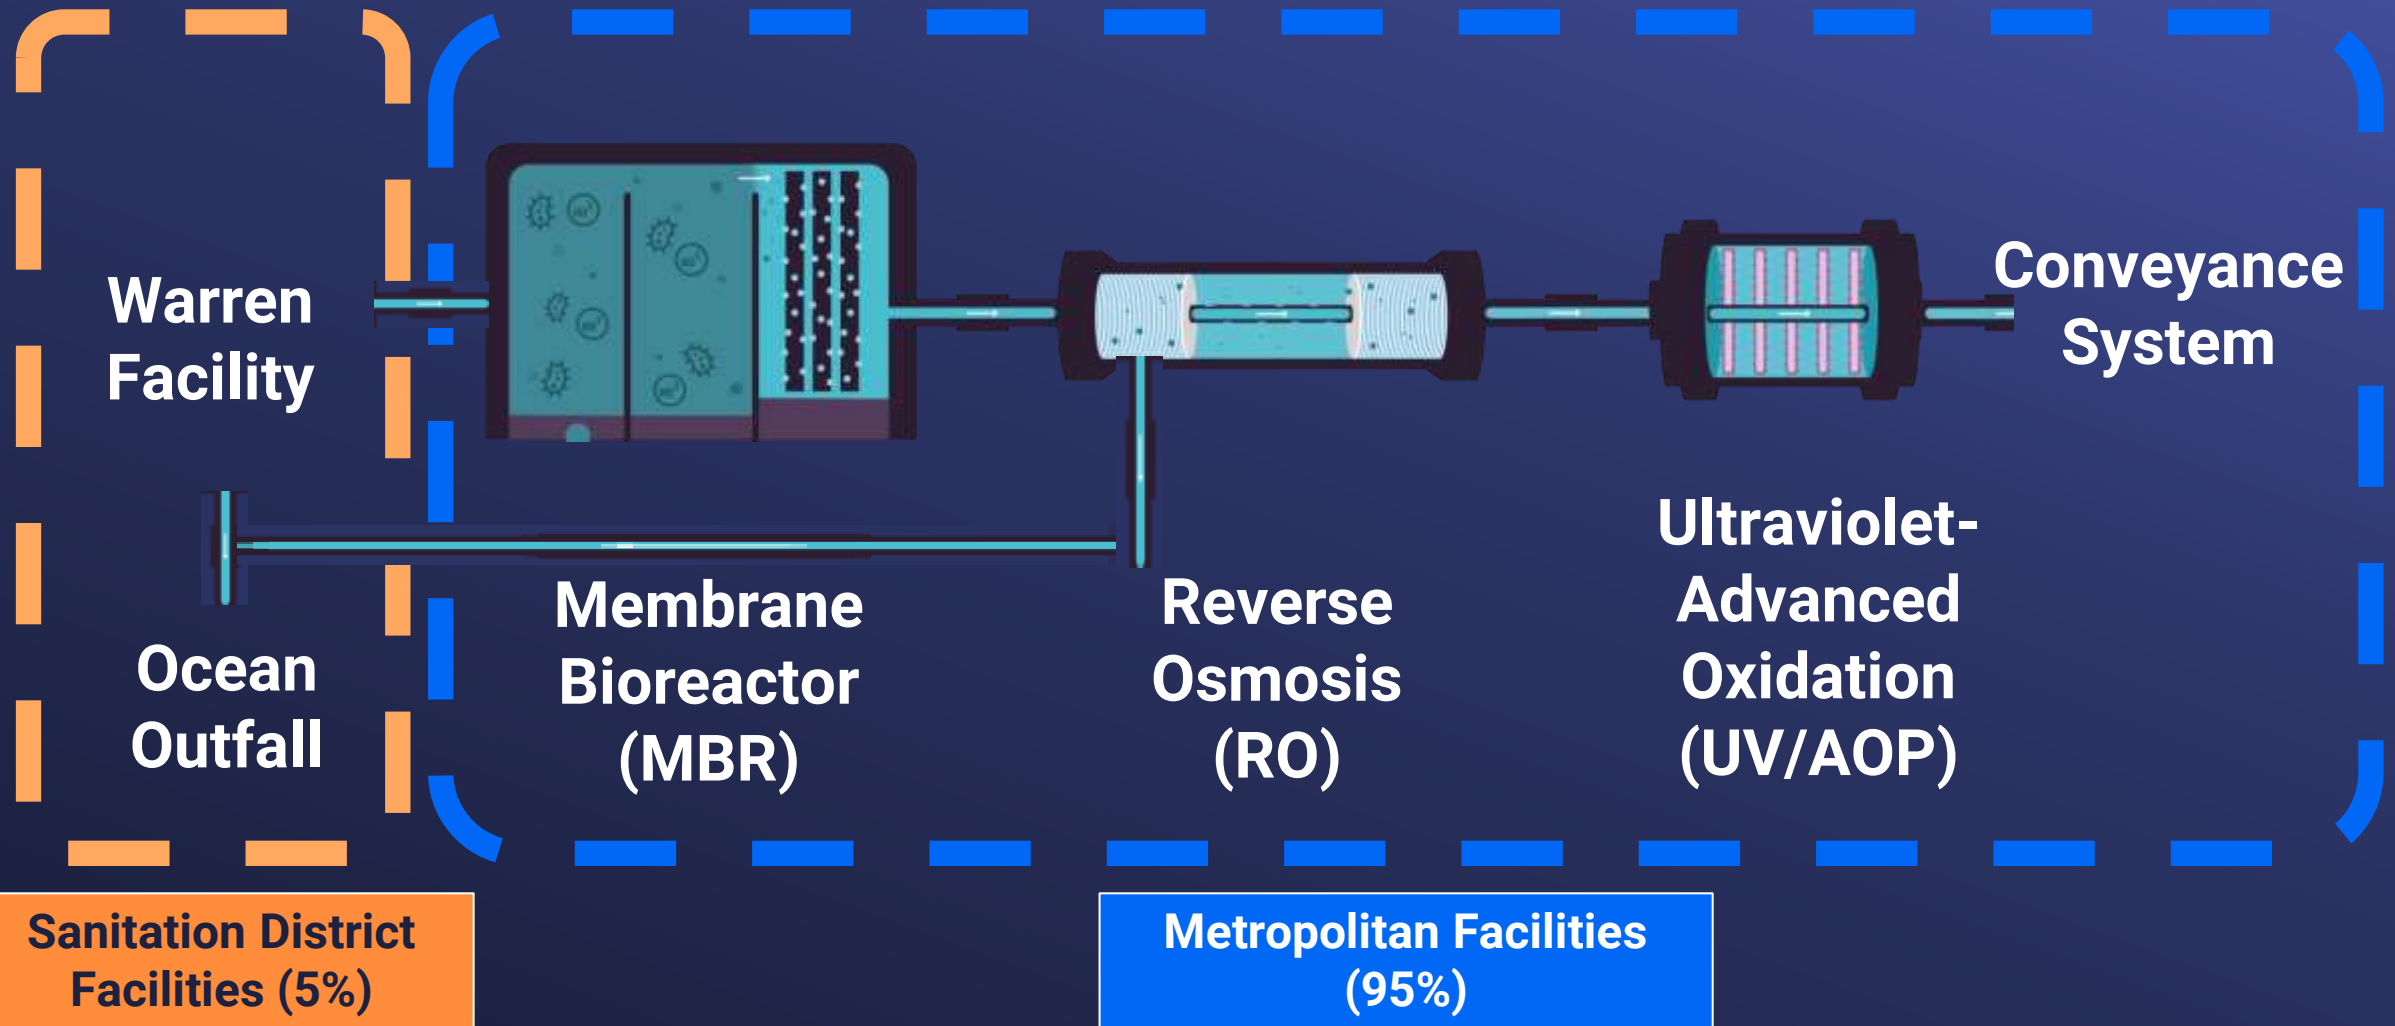 Warren
Facility
Conveyance
System
Ocean
Outfall
Membrane
Bioreactor
(MBR)
Reverse
Osmosis
(RO)
Ultraviolet-
Advanced
Oxidation
(UV/AOP)
Sanitation District
Facilities (5%)
Metropolitan Facilities
(95%)